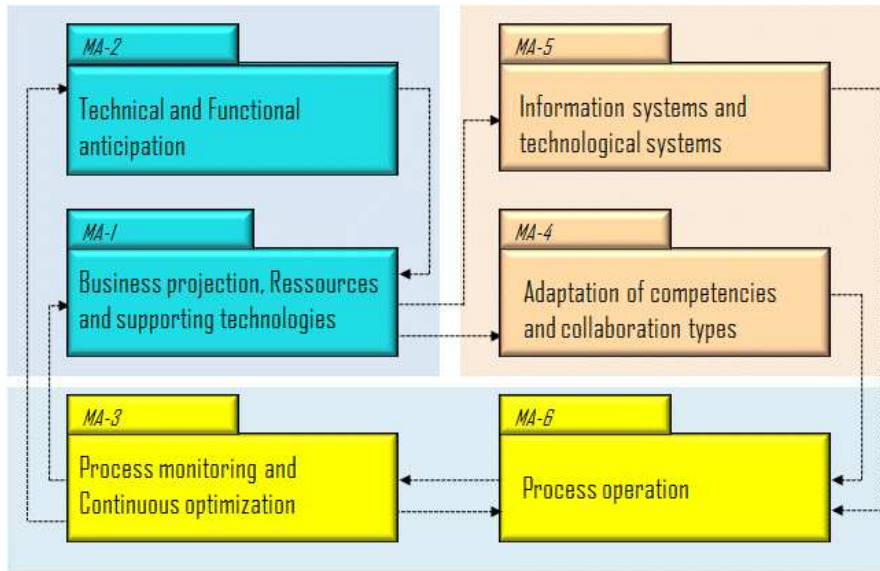 MA-2
Technical and Functional
anticipation
MA-5
Information systems and
technological systems
MA-1
Business projection, Ressources
and supporting technologies
MA-4
Adaptation of competencies
and collaboration types
MA-3
Process monitoring and
Continuous optimization
MA-6
Process operation